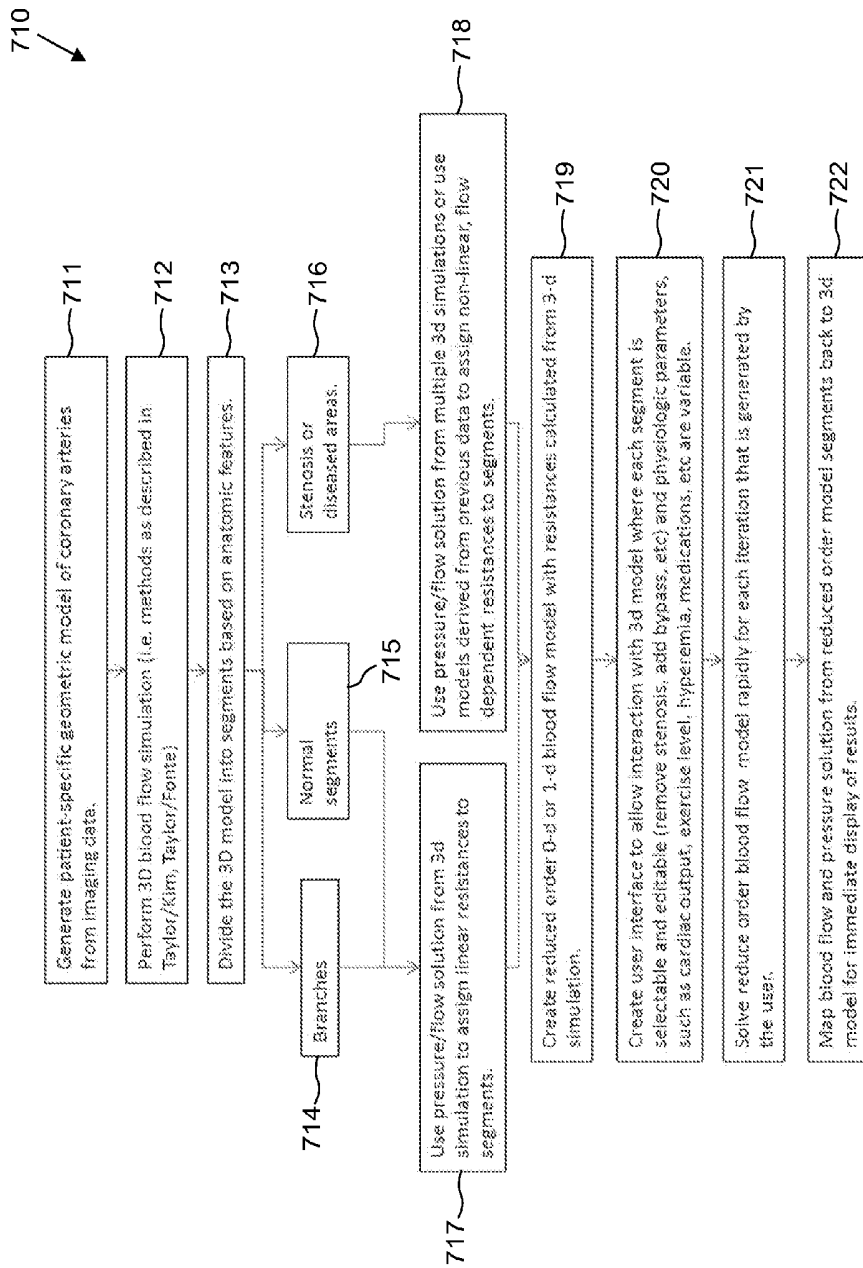 710
Generate patient-specific geometric model of coronary arteries
from imaging data.
711
Perform 3D blood flow simulation (i.e. methods as described in
Taylor/Kim, Taylor/Fonte)
712
Divide the 3D model into segments based on anatomic features.
713
Branches
714
Normal
segments
715
Stenosis or
diseased areas.
716
Use pressure/flow solution from 3d
simulation to assign linear resistances to
segments.
717
Use pressure/flow solution from multiple 3d simulations or use
models derived from previous data to assign non-linear, flow
dependent resistances to segments.
718
Create reduced order 0-d or 1-d blood flow model with resistances calculated from 3-d
simulation.
719
Create user interface to allow interaction with 3d model where each segment is
selectable and editable (remove stenosis, add bypass, etc) and physiologic parameters,
such as cardiac output, exercise level, hyperemia, medications, etc are variable.
720
Solve reduce order blood flow model rapidly for each iteration that is generated by
the user.
721
Map blood flow and pressure solution from reduced order model segments back to 3d
model for immediate display of results.
722